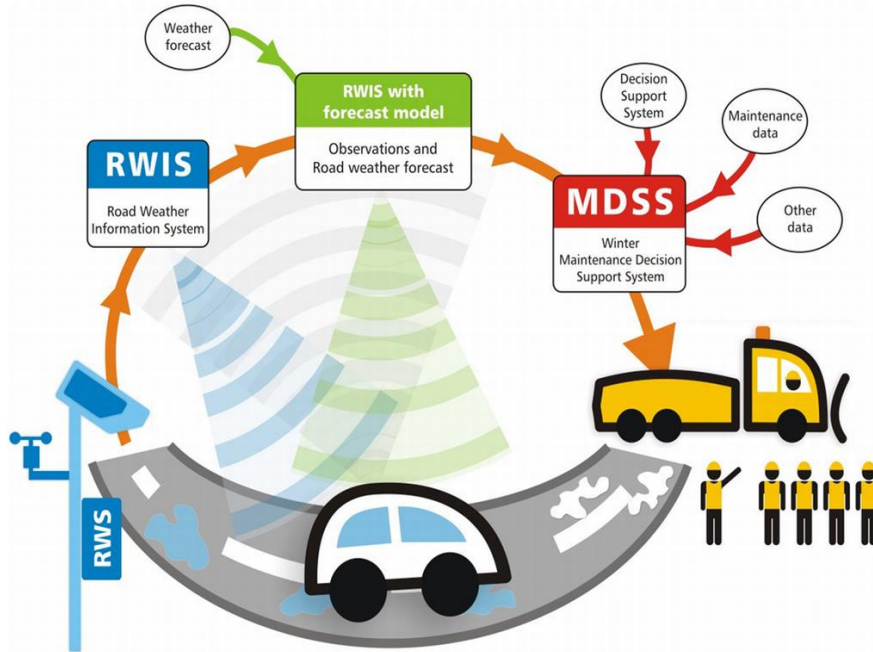 Weather
forecast
RWIS with
forecast model
Observations and
Road weather forecast
Decision
Support
System
Maintenance
data
RWIS
Road Weather
Information System
MDSS
Winter
Maintenance Decision
Support System
Other
data
RWS